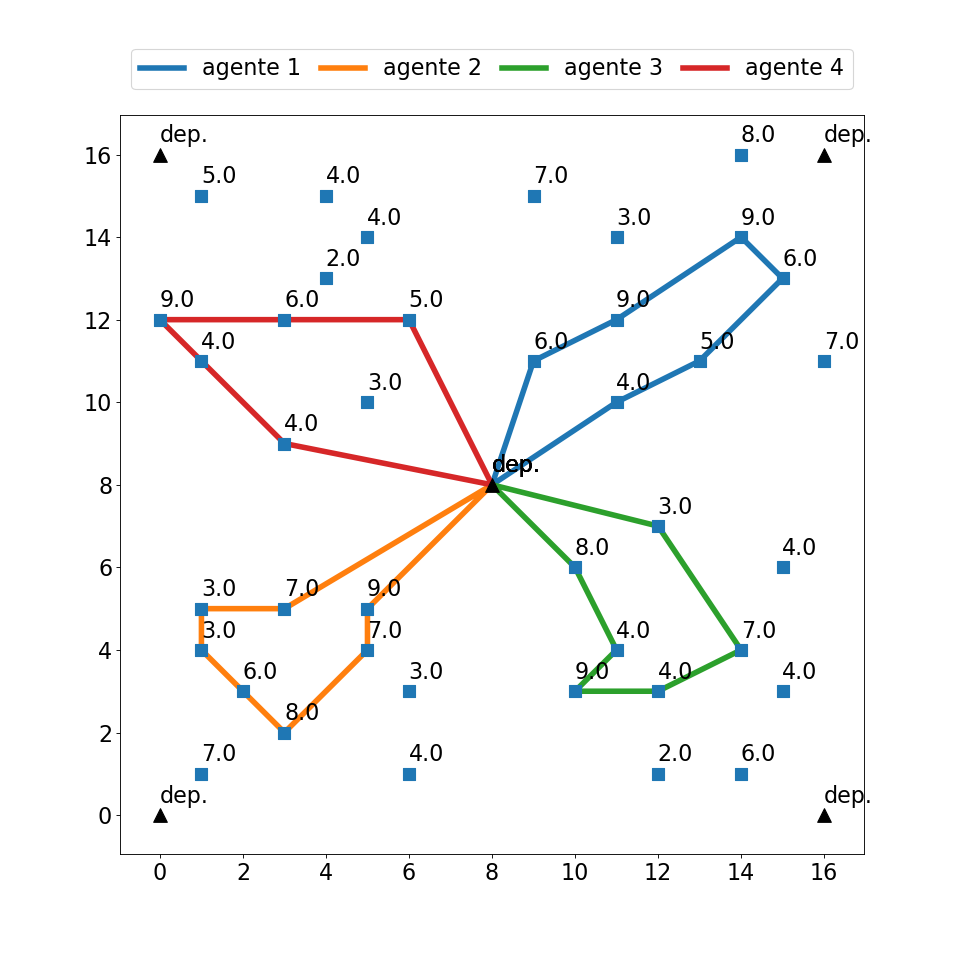 agente 1 agente 2 agente 3 agente 4
dep. 8.0 dep.
16
5.0 4.0 7.0
4.0 3.0 9.0
14
2.0 6.0
9.0 6.0 5.0 9.0
12
4.0 6.0 5.0 7.0
3.0 4.0
10
4.0
dep.
8
3.0
8.0 4.0
6
3.0 7.0 9.0
3.0 7.0 4.0 7.0
4
6.0 3.0 9.0 4.0 4.0
8.0
2
7.0 4.0 2.0 6.0
dep. dep.
0
0 2 4 6 8 10 12 14 16